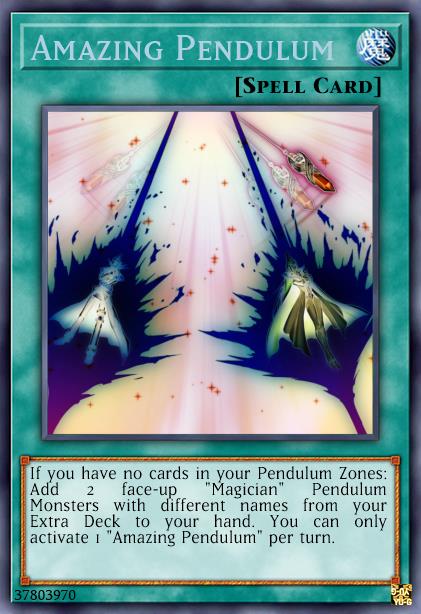 Amazing Pendulum
魔
[Spell Card]
If you have no cards in your Pendulum Zones:
Add 2 face-up "Magician" Pendulum
Monsters with different names from your
Extra Deck to your hand. You can only
activate 1 "Amazing Pendulum" per turn.
37803970